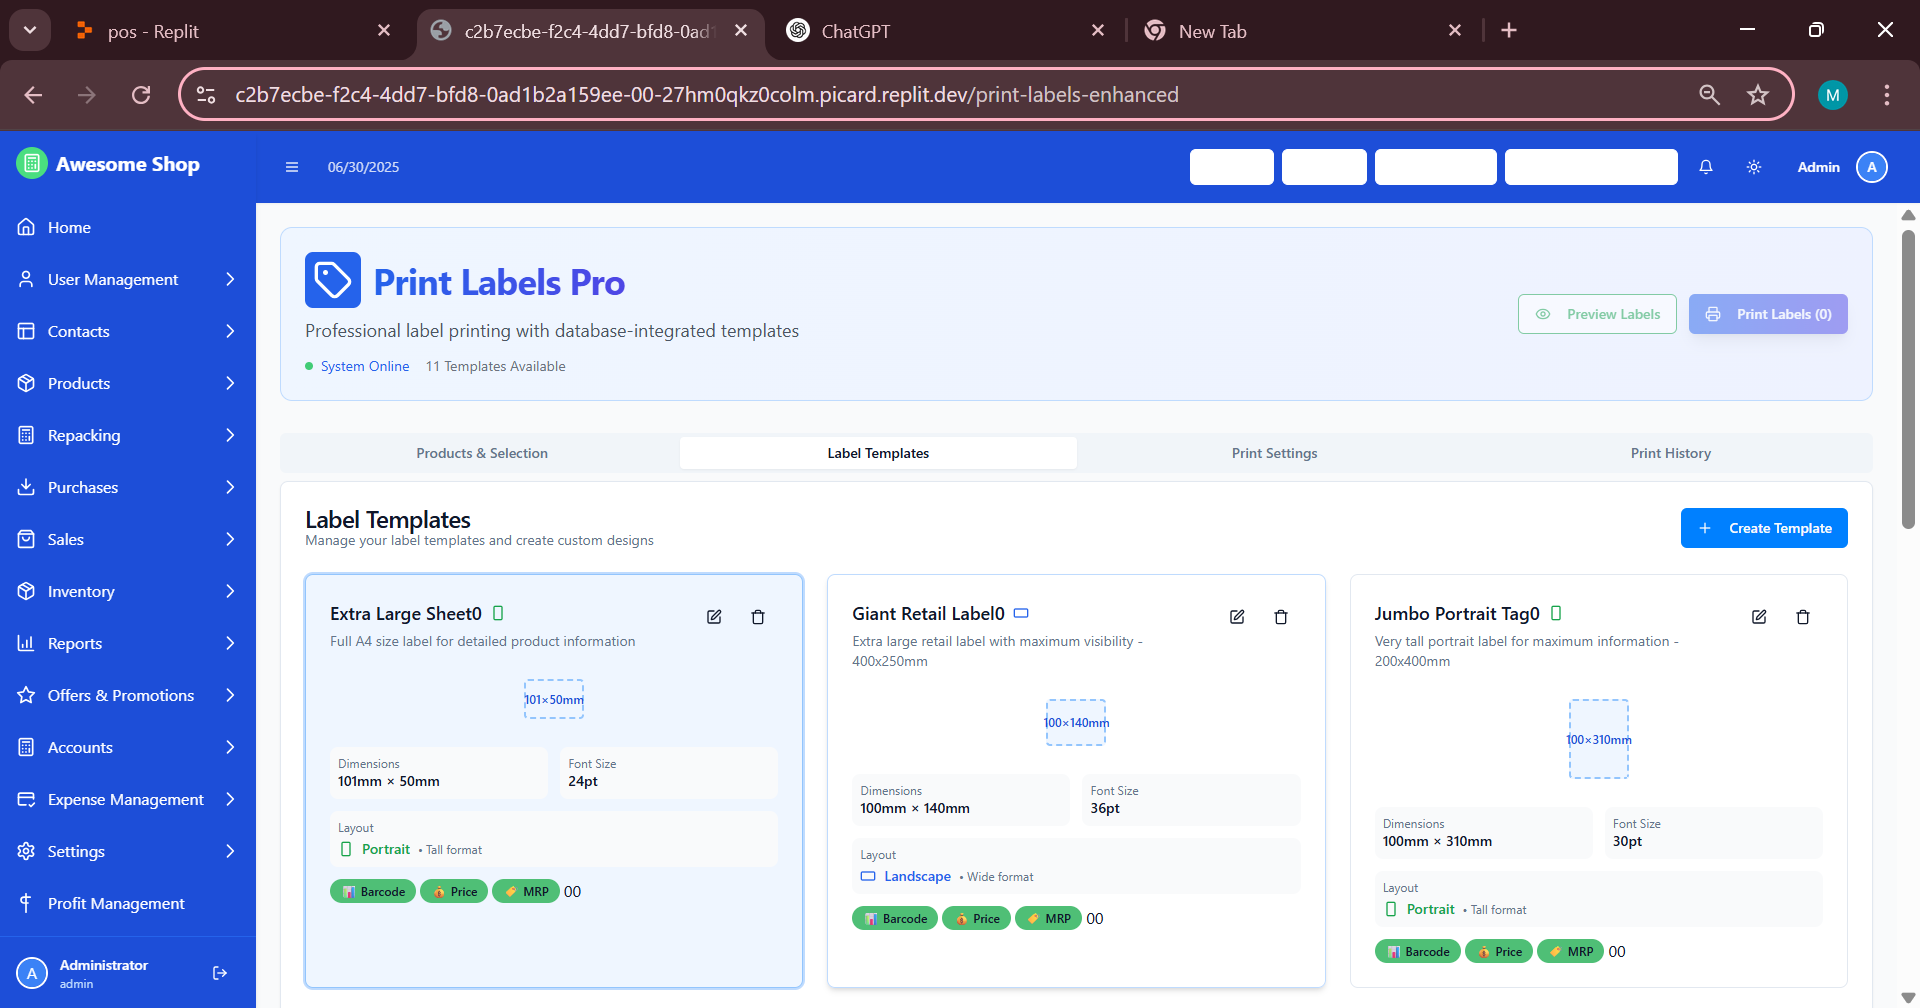 pos - Replit
c2b7ecbe-f2c4-4dd7-bfd8-0ad1
ChatGPT
New Tab
c2b7ecbe-f2c4-4dd7-bfd8-0ad1b2a159ee-00-27hm0qkz0colm.picard.replit.dev/print-labels-enhanced
M
Awesome Shop
06/30/2025
Admin
A
Home
User Management
Contacts
Products
Repacking
Purchases
Sales
Inventory
Reports
Offers & Promotions
Accounts
Expense Management
Settings
Profit Management
A
Administrator
admin
Print Labels Pro
Professional label printing with database-integrated templates
System Online
11 Templates Available
Preview Labels
Print Labels (0)
Products & Selection
Label Templates
Print Settings
Print History
Label Templates
Manage your label templates and create custom designs
Create Template
Extra Large Sheet0
Full A4 size label for detailed product information
101×50mm
Dimensions
101mm × 50mm
Font Size
24pt
Layout
Portrait • Tall format
Barcode Price MRP 00
Giant Retail Label0
Extra large retail label with maximum visibility -
400x250mm
100×140mm
Dimensions
100mm × 140mm
Font Size
36pt
Layout
Landscape • Wide format
Barcode Price MRP 00
Jumbo Portrait Tag0
Very tall portrait label for maximum information -
200x400mm
100×310mm
Dimensions
100mm × 310mm
Font Size
30pt
Layout
Portrait • Tall format
Barcode Price MRP 00